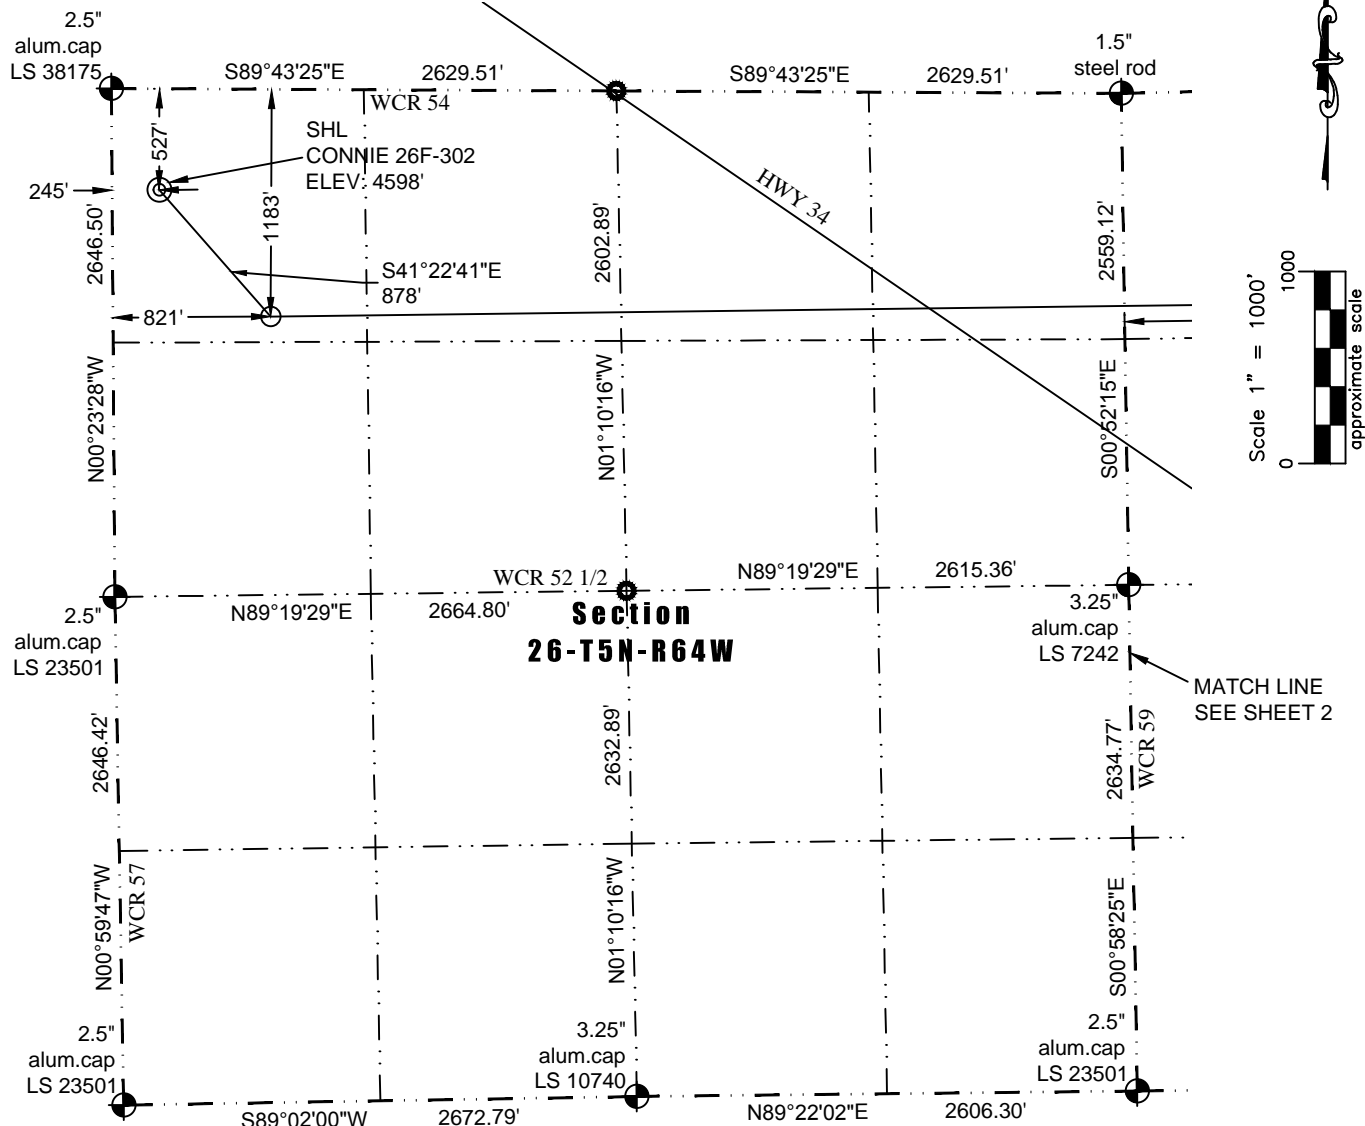 2.5"
alum.cap
LS 38175
S89°43'25"E
2629.51'
S89°43'25"E
2629.51'
1.5"
steel rod
WCR 54
527'
SHL
CONNIE 26F-302
ELEV: 4598'
245'
2646.50'
1183'
2602.89'
HWY 34
2559.12'
S41°22'41"E
878'
821'
Scale 1" = 1000'
0
1000
approximate scale
N00°23'28"W
N01°10'16"W
S00°52'15"E
WCR 52 1/2
N89°19'29"E
2615.36'
N89°19'29"E
2664.80'
Section
26-T5N-R64W
2.5"
alum.cap
LS 23501
3.25"
alum.cap
LS 7242
MATCH LINE
SEE SHEET 2
2646.42'
2632.89'
2634.77'
WCR 59
N00°59'47"W
WCR 57
N01°10'16"W
S00°58'25"E
2.5"
alum.cap
LS 23501
3.25"
alum.cap
LS 10740
2.5"
alum.cap
LS 23501
S89°02'00"W
2672.79'
N89°22'02"E
2606.30'